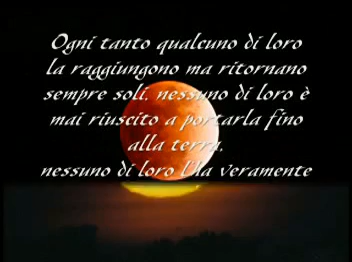 Ogni tanto qualcuno di loro
la raggiungono ma ritornano
sempre soli, nessuno di loro è
mai riuscito a portarla fino
alla terra,
nessuno di loro l'ha veramente